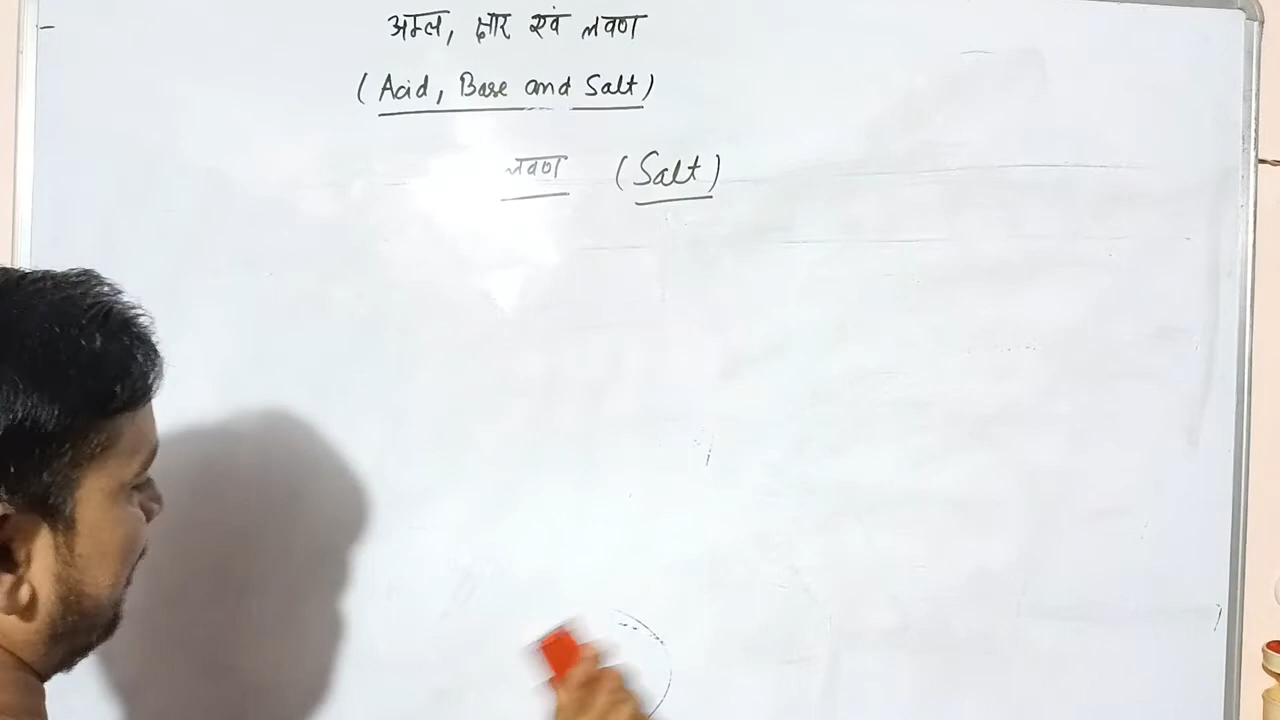 अम्ल, क्षार एवं लवण
(Acid, Base and Salt)
लवण (Salt)